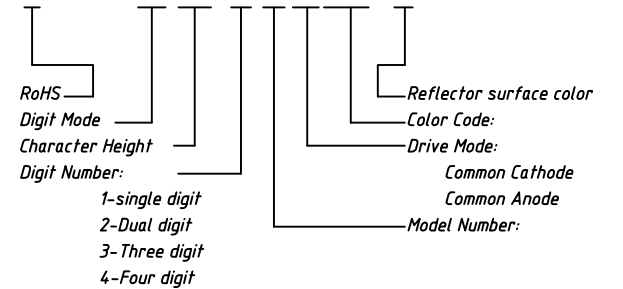 RoHS
Digit Mode
Character Height
Digit Number:
1-single digit
2-Dual digit
3-Three digit
4-Four digit
Reflector surface color
Color Code:
Drive Mode:
Common Cathode
Common Anode
Model Number: